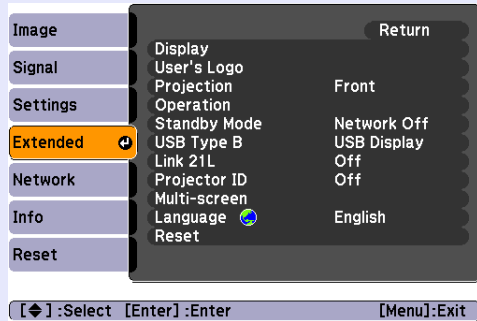 Image
Signal
Settings
Extended
Network
Info
Reset
Return
Display
User's Logo
Projection Front
Operation
Standby Mode Network Off
USB Type B USB Display
Link 21L Off
Projector ID Off
Multi-screen
Language English
Reset
[◆] :Select [Enter] :Enter [Menu]:Exit